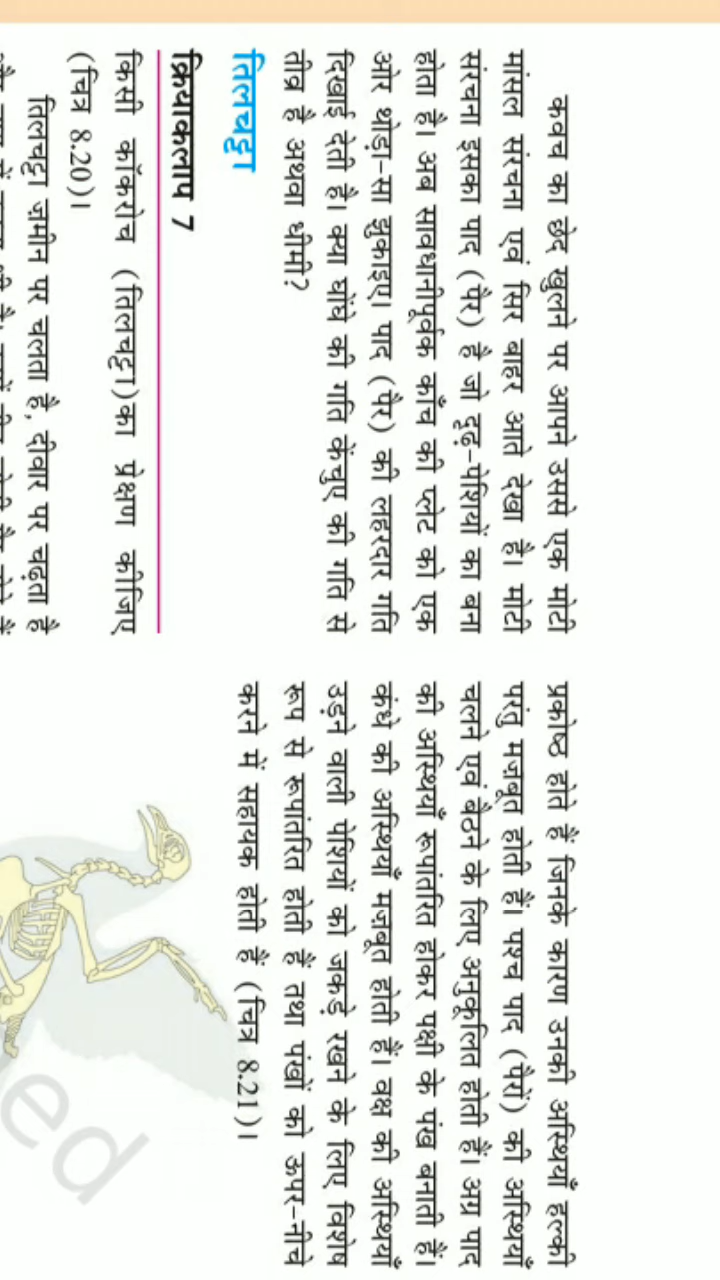 कवच का छेद खुलने पर आपने उससे एक मोटी
मांसल संरचना एवं सिर बाहर आते देखा है। मोटी
संरचना इसका पाद (पैर) है जो दृढ़-पेशियों का बना
होता है। अब सावधानीपूर्वक काँच की प्लेट को एक
ओर थोड़ा-सा झुकाइए। पाद (पैर) की लहरदार गति
दिखाई देती है। क्या घोंघे की गति केंचुए की गति से
तीव्र है अथवा धीमी?
तिलचट्टा
क्रियाकलाप 7
किसी कॉकरोच (तिलचट्टा)का प्रेक्षण कीजिए
(चित्र 8.20)।
तिलचट्टा ज़मीन पर चलता है, दीवार पर चढ़ता है
प्रकोष्ठ होते हैं जिनके कारण उनकी अस्थियाँ हल्की
परंतु मज़बूत होती हैं। पश्च पाद (पैरों) की अस्थियाँ
चलने एवं बैठने के लिए अनुकूलित होती हैं। अग्र पाद
की अस्थियाँ रूपांतरित होकर पक्षी के पंख बनाती हैं।
कंधे की अस्थियाँ मज़बूत होती हैं। वक्ष की अस्थियाँ
उड़ने वाली पेशियों को जकड़े रखने के लिए विशेष
रूप से रूपांतरित होती हैं तथा पंखों को ऊपर-नीचे
करने में सहायक होती हैं (चित्र 8.21)।
ed